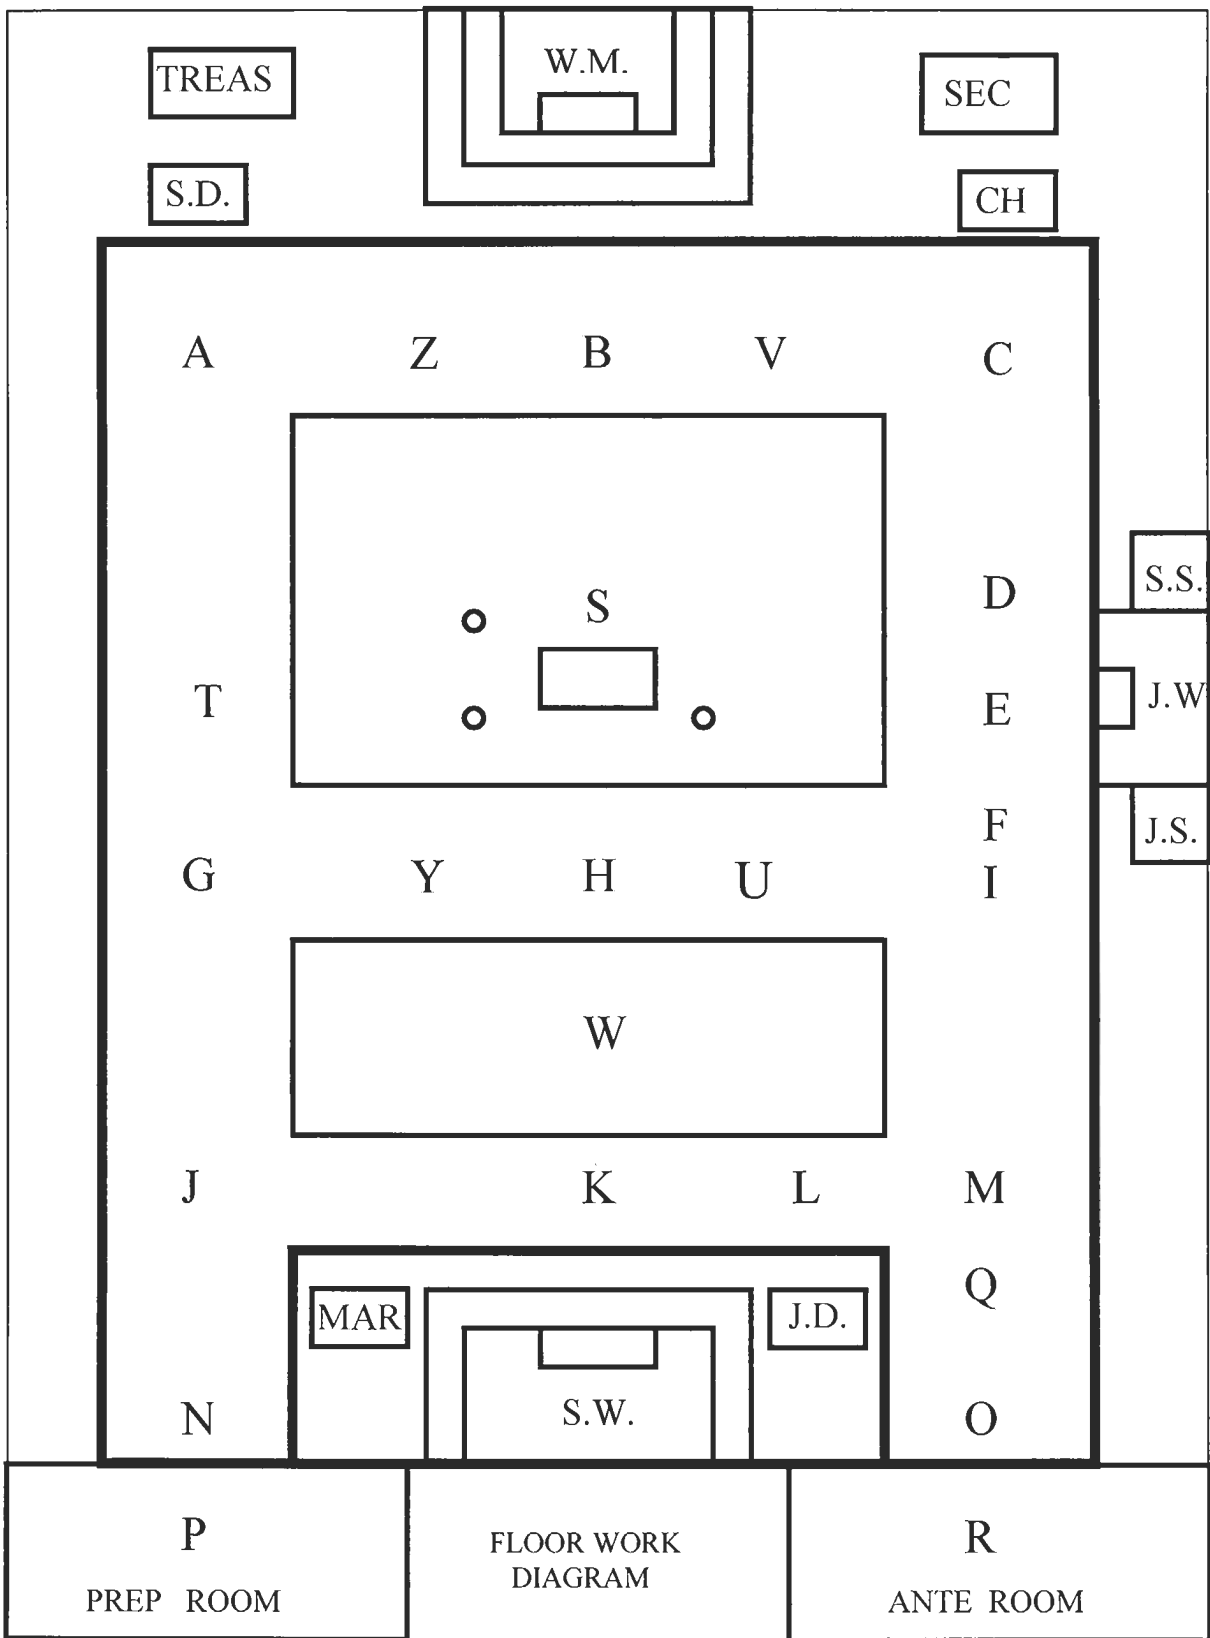 W.M.
TREAS
SEC
S.D.
CH
A Z B V C
S.S.
D
S
J.W
T
E
F
J.S.
G Y H U I
W
J K L M
Q
MAR
J.D.
S.W.
N
O
P
R
FLOOR WORK
DIAGRAM
PREP ROOM
ANTE ROOM